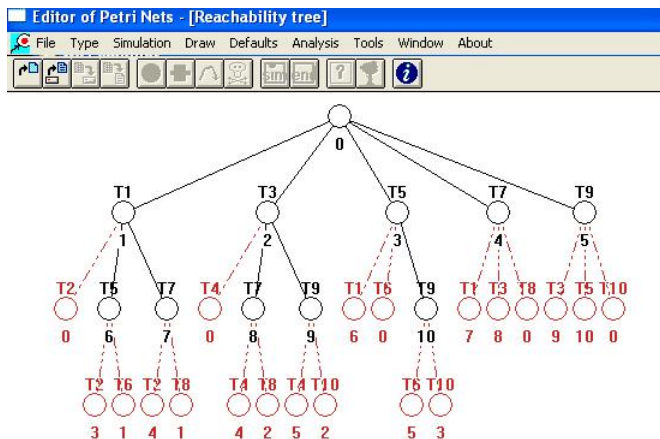 Editor of Petri Nets - [Reachability tree]
File Type Simulation Draw Defaults Analysis Tools Window About
sim end ? i
0
T1 T3 T5 T7 T9
1 2 3 4 5
T2 T5 T7 T4 T7 T9 T1 T6 T9 T1 T3 T8 T3 T5 T10
0 6 7 0 8 9 6 0 10 7 8 0 9 10 0
T2 T6 T2 T8 T4 T8 T4 T10 T6 T10
3 1 4 1 4 2 5 2 5 3